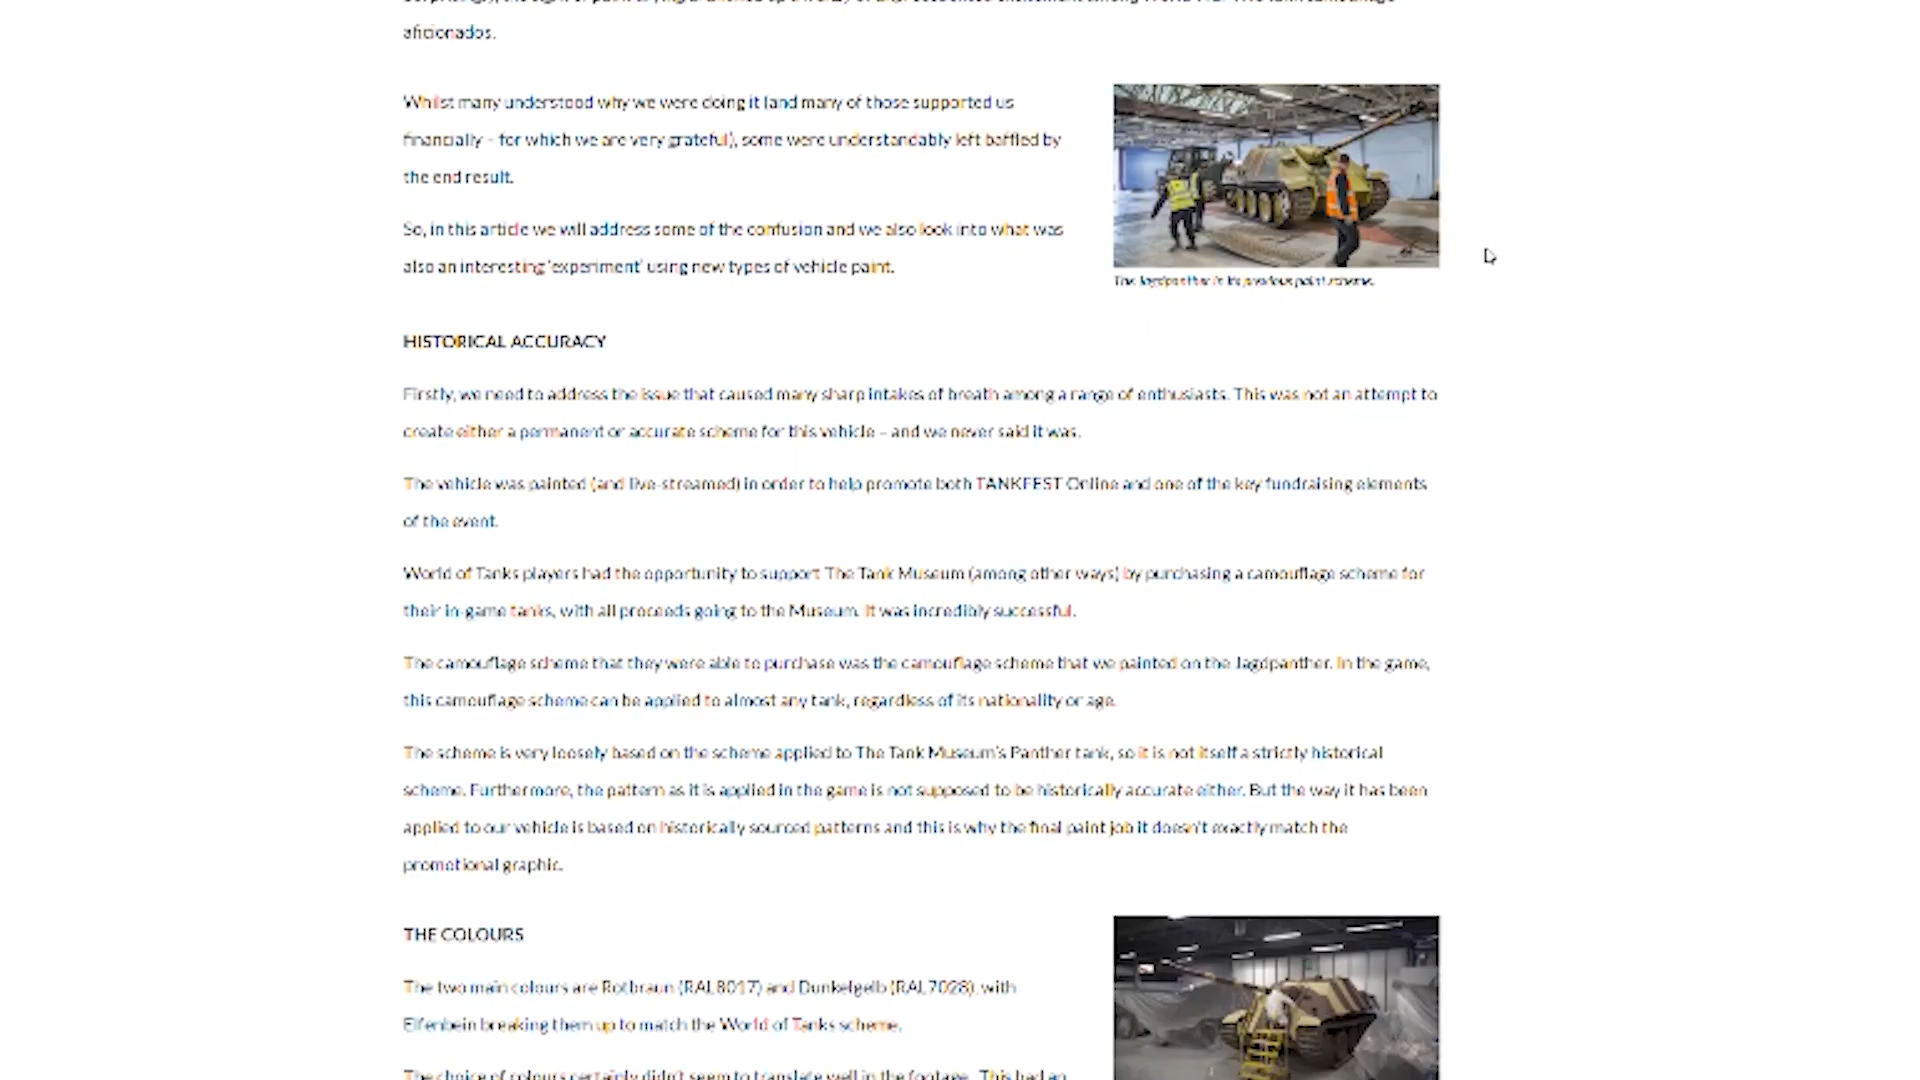 aficionados.
Whilst many understood why we were doing it (and many of those supported us
financially – for which we are very grateful), some were understandably left baffled by
the end result.
So, in this article we will address some of the confusion and we also look into what was
also an interesting 'experiment' using new types of vehicle paint.
The Jagdpanther in its previous paint scheme.
HISTORICAL ACCURACY
Firstly, we need to address the issue that caused many sharp intakes of breath among a range of enthusiasts. This was not an attempt to
create either a permanent or accurate scheme for this vehicle – and we never said it was.
The vehicle was painted (and live-streamed) in order to help promote both TANKFEST Online and one of the key fundraising elements
of the event.
World of Tanks players had the opportunity to support The Tank Museum (among other ways) by purchasing a camouflage scheme for
their in-game tanks, with all proceeds going to the Museum. It was incredibly successful.
The camouflage scheme that they were able to purchase was the camouflage scheme that we painted on the Jagdpanther. In the game,
this camouflage scheme can be applied to almost any tank, regardless of its nationality or age.
The scheme is very loosely based on the scheme applied to The Tank Museum's Panther tank, so it is not itself a strictly historical
scheme. Furthermore, the pattern as it is applied in the game is not supposed to be historically accurate either. But the way it has been
applied to our vehicle is based on historically sourced patterns and this is why the final paint job it doesn't exactly match the
promotional graphic.
THE COLOURS
The two main colours are Rotbraun (RAL8017) and Dunkelgelb (RAL7028), with
Elfenbein breaking them up to match the World of Tanks scheme.
The choice of colours certainly didn't seem to translate well in the footage. This had an